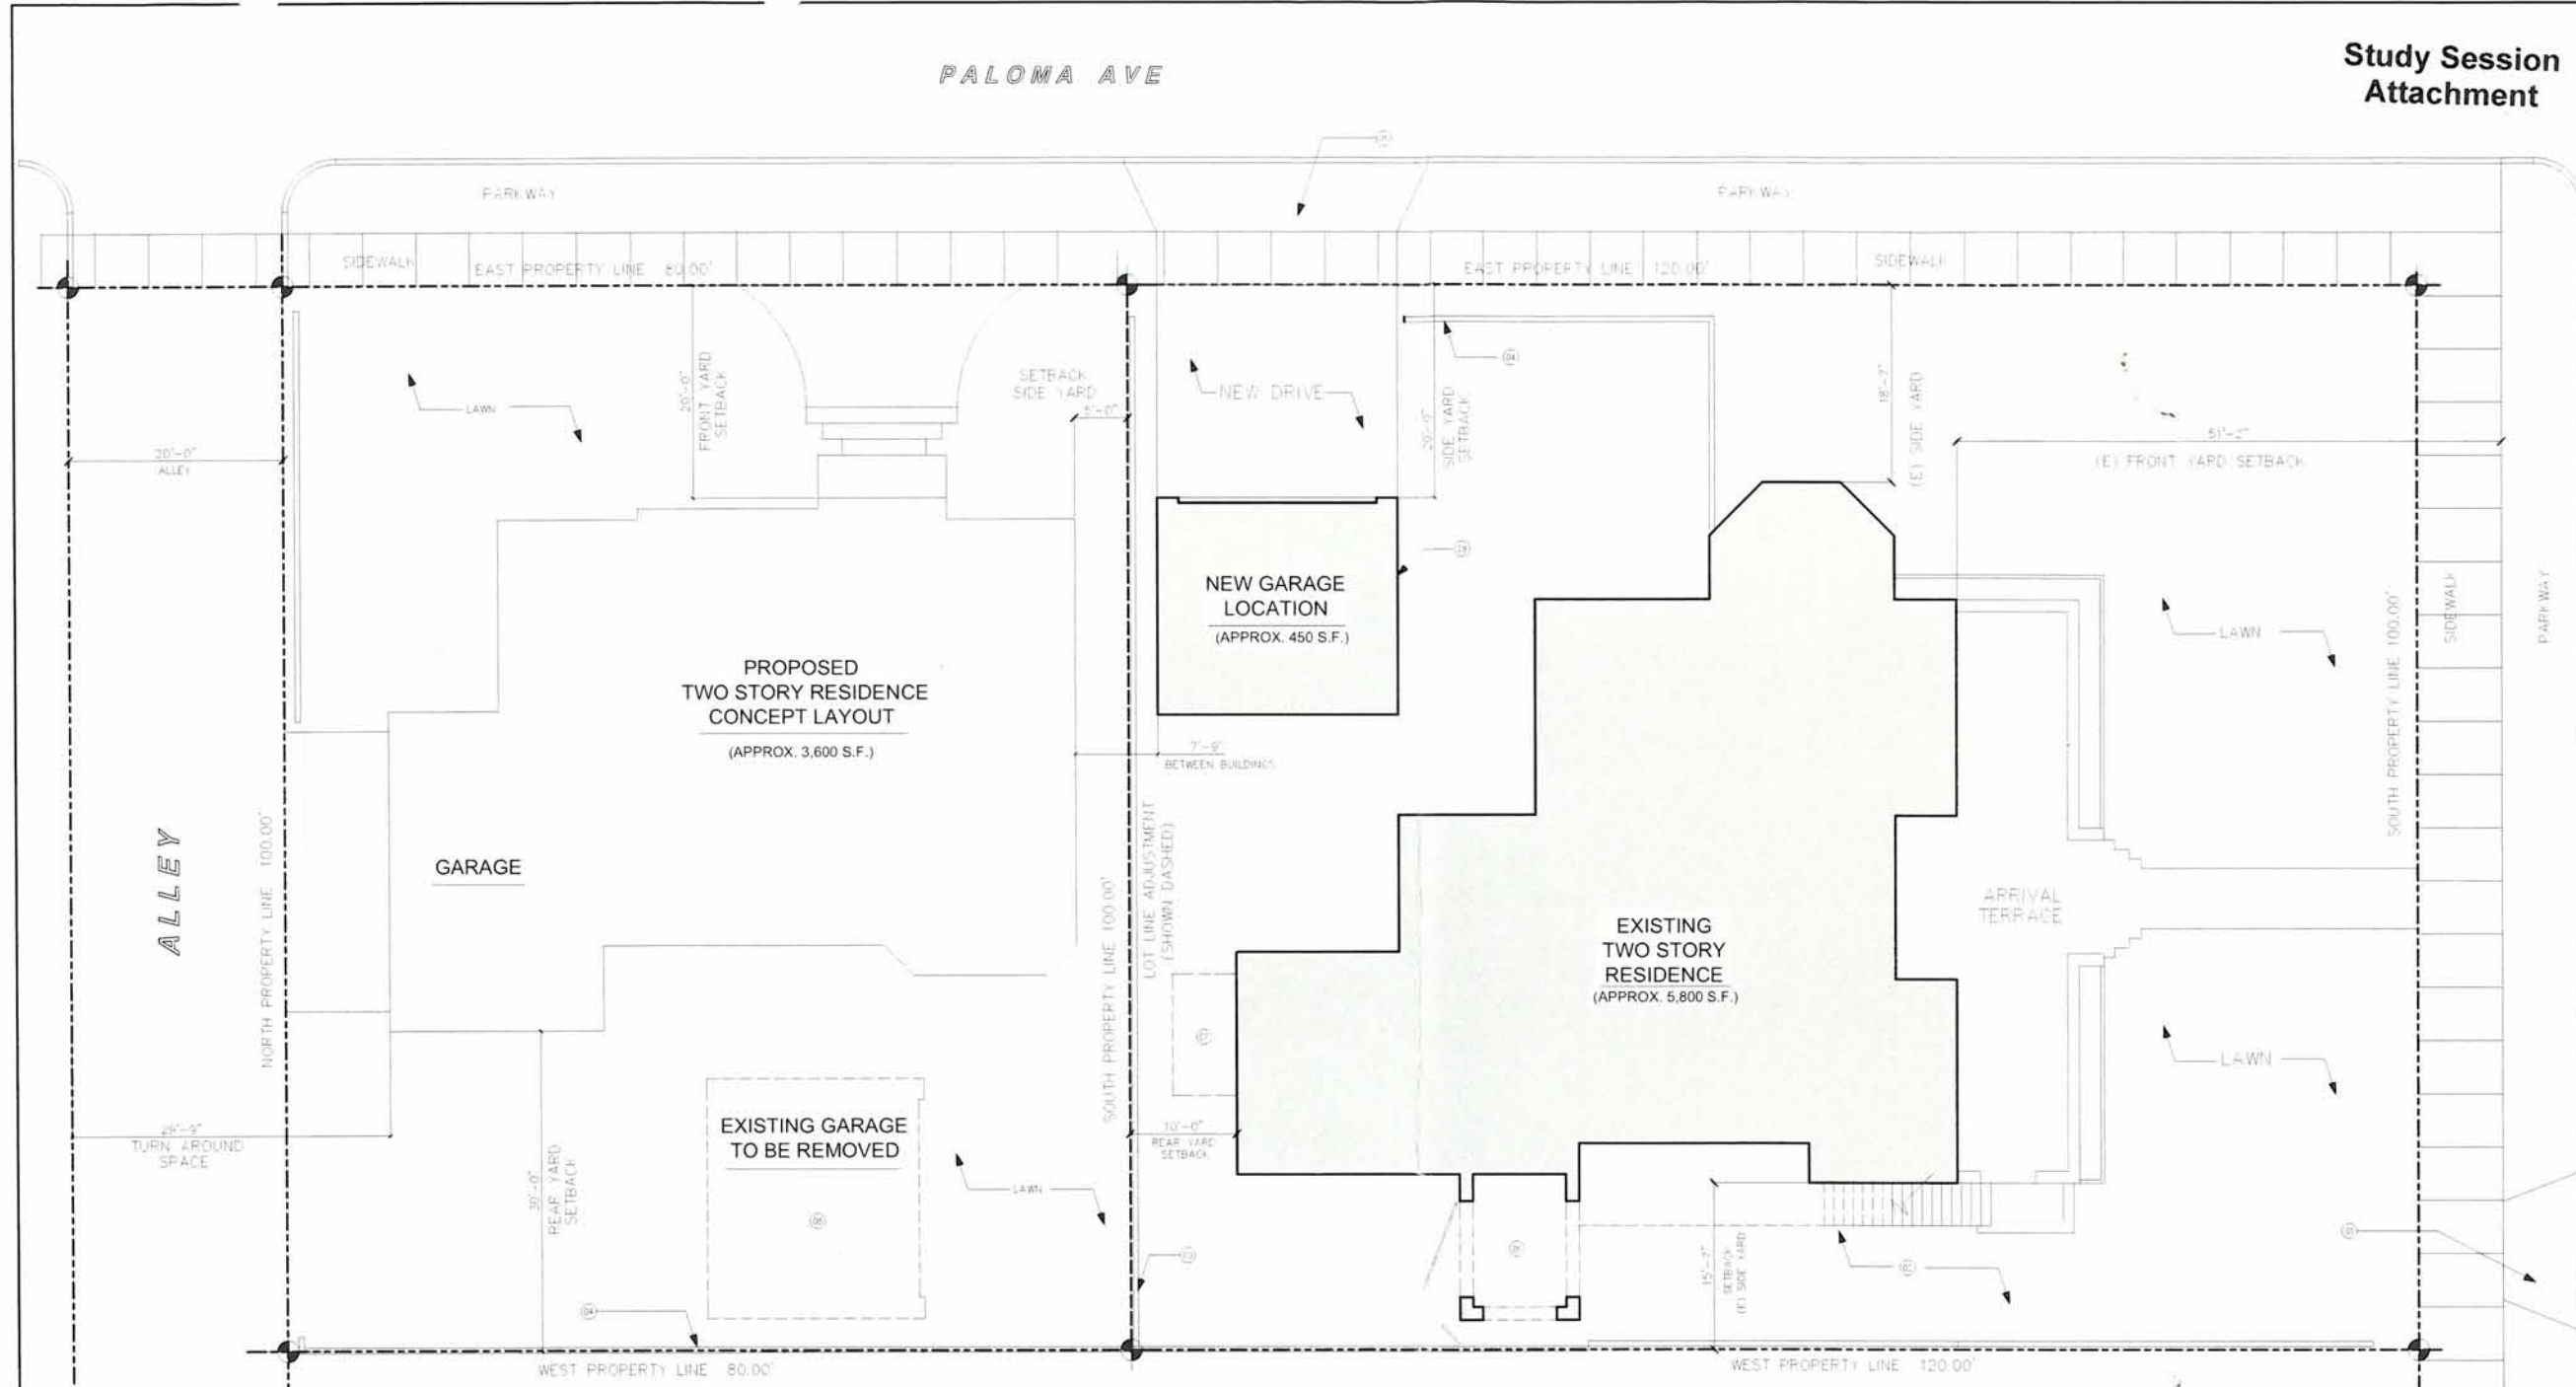 Study Session
Attachment
PALOMA AVE
PARKWAY
PARKWAY
SIDEWALK
EAST PROPERTY LINE 80.00'
EAST PROPERTY LINE 120.00'
SIDEWALK
LAWN
20'-0"
FRONT YARD
SETBACK
SETBACK
SIDE YARD
5'-0"
NEW DRIVE
04
20'-0"
SIDE YARD
SETBACK
18'-7"
(E) SIDE YARD
51'-2"
(E) FRONT YARD SETBACK
20'-0"
ALLEY
NEW GARAGE
LOCATION
(APPROX. 450 S.F.)
09
LAWN
SOUTH PROPERTY LINE 100.00'
SIDEWALK
PARKWAY
PROPOSED
TWO STORY RESIDENCE
CONCEPT LAYOUT
(APPROX. 3,600 S.F.)
7'-9"
BETWEEN BUILDINGS
ALLEY
NORTH PROPERTY LINE 100.00'
GARAGE
SOUTH PROPERTY LINE 100.00'
LOT LINE ADJUSTMENT
(SHOWN DASHED)
ARRIVAL
TERRACE
EXISTING
TWO STORY
RESIDENCE
(APPROX. 5,800 S.F.)
LAWN
29'-9"
TURN AROUND
SPACE
30'-0"
REAR YARD
SETBACK
EXISTING GARAGE
TO BE REMOVED
LAWN
10'-0"
REAR YARD
SETBACK
15'-7"
SETBACK
(E) SIDE YARD
04
WEST PROPERTY LINE 80.00'
WEST PROPERTY LINE 120.00'